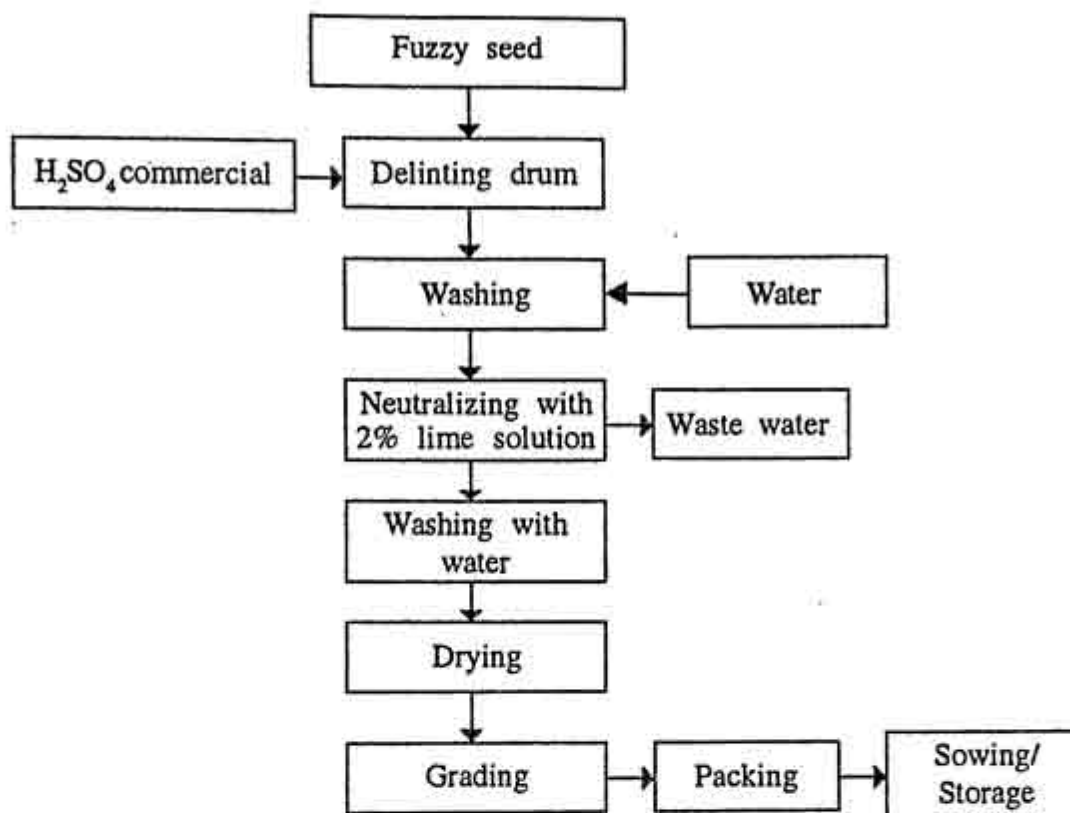 Fuzzy seed
H₂SO₄ commercial
Delinting drum
Washing
Water
Neutralizing with
2% lime solution
Waste water
Washing with
water
Drying
Grading
Packing
Sowing/
Storage